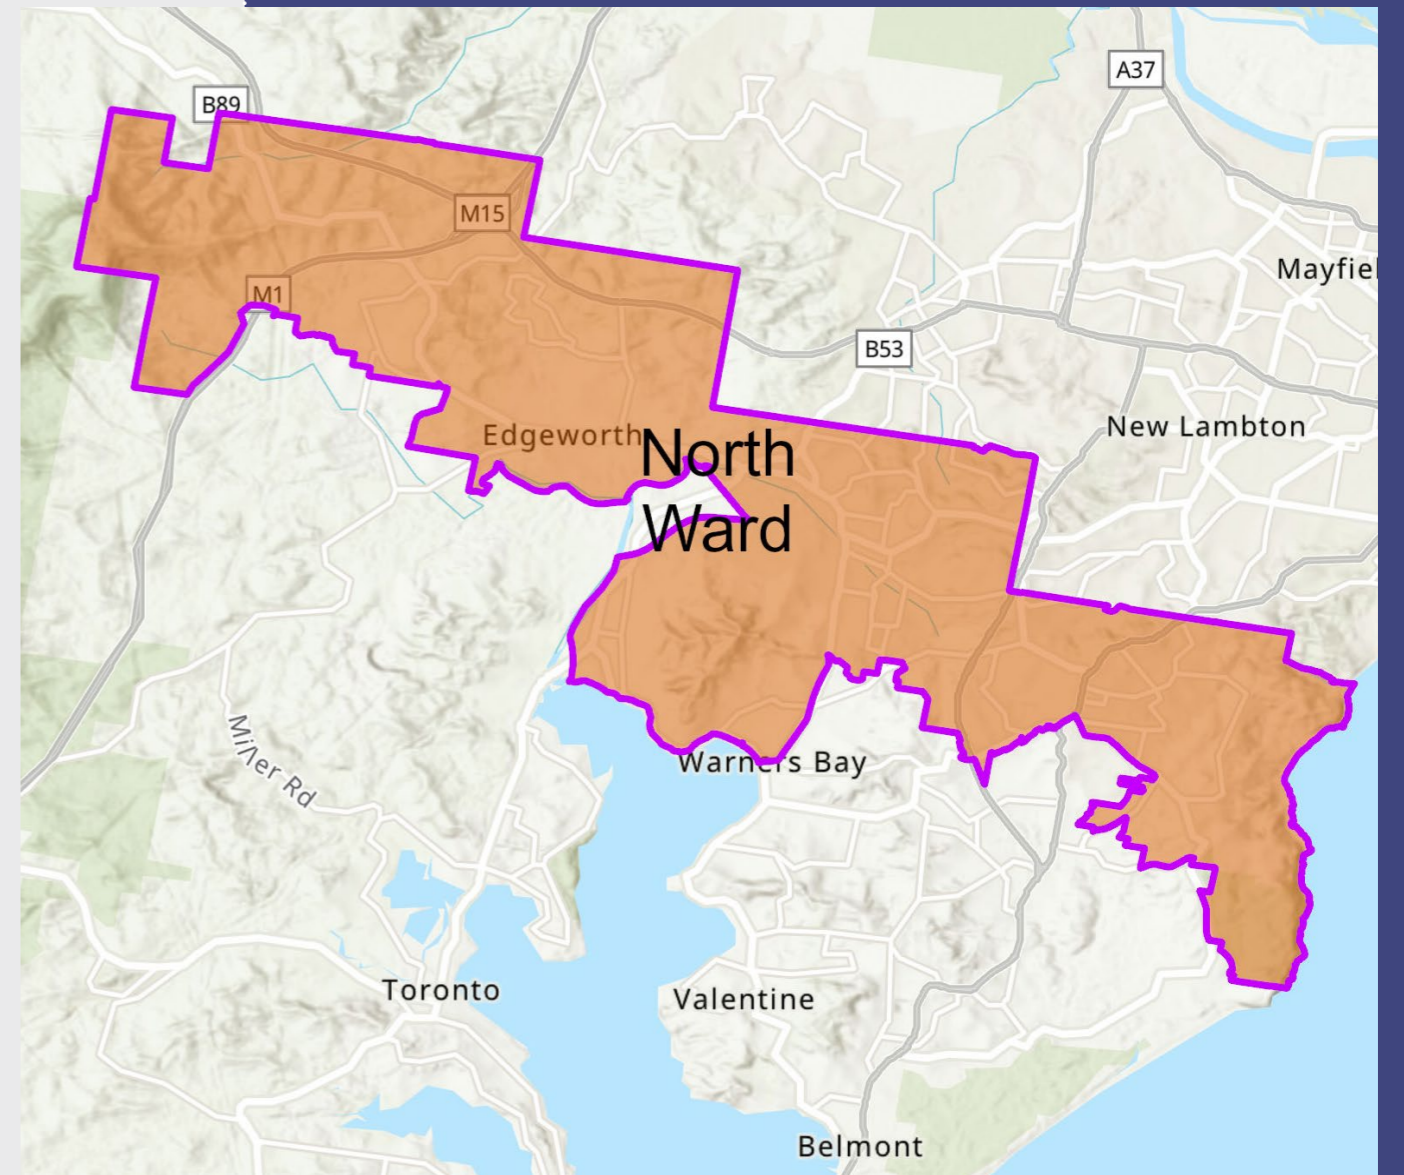 A37
B89
M15
Mayfiel
M1
B53
New Lambton
Edgeworth
North
Ward
Miller Rd
Warners Bay
Toronto
Valentine
Belmont